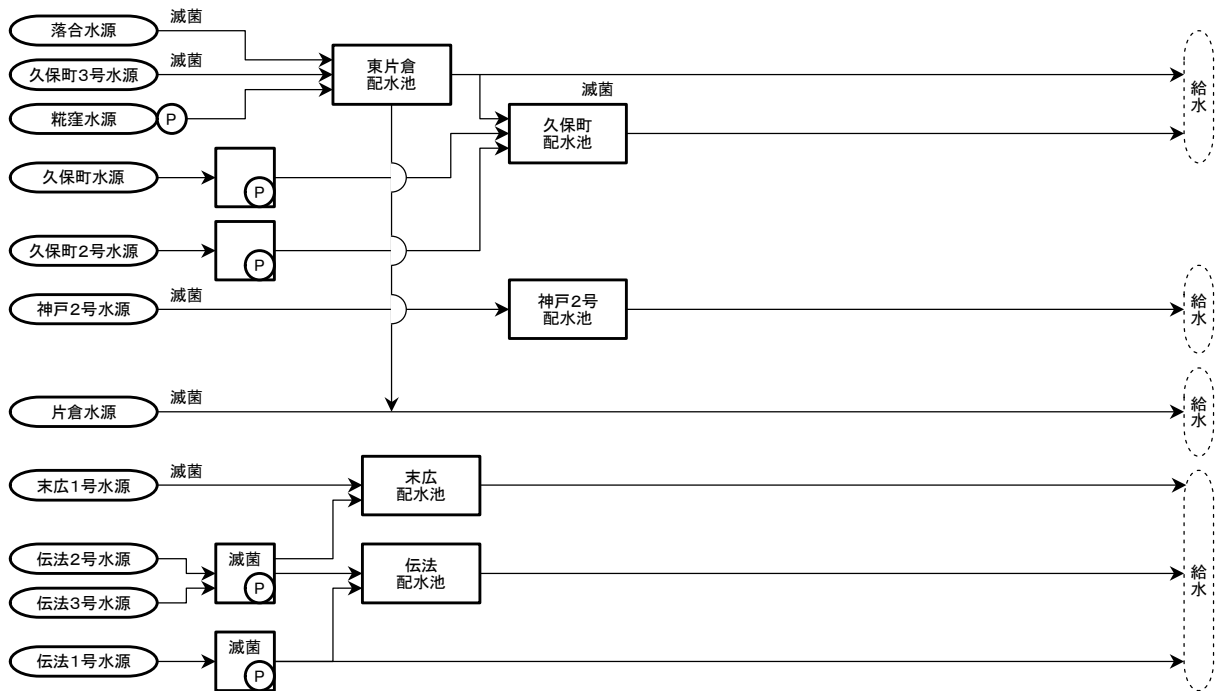 落合水源
滅菌
久保町3号水源
滅菌
糀窪水源
P
東片倉
配水池
滅菌
久保町
配水池
給
水
久保町水源
P
久保町2号水源
P
神戸2号水源
滅菌
神戸2号
配水池
給
水
片倉水源
滅菌
給
水
末広1号水源
滅菌
末広
配水池
伝法2号水源
伝法3号水源
滅菌
P
伝法
配水池
給
水
伝法1号水源
滅菌
P